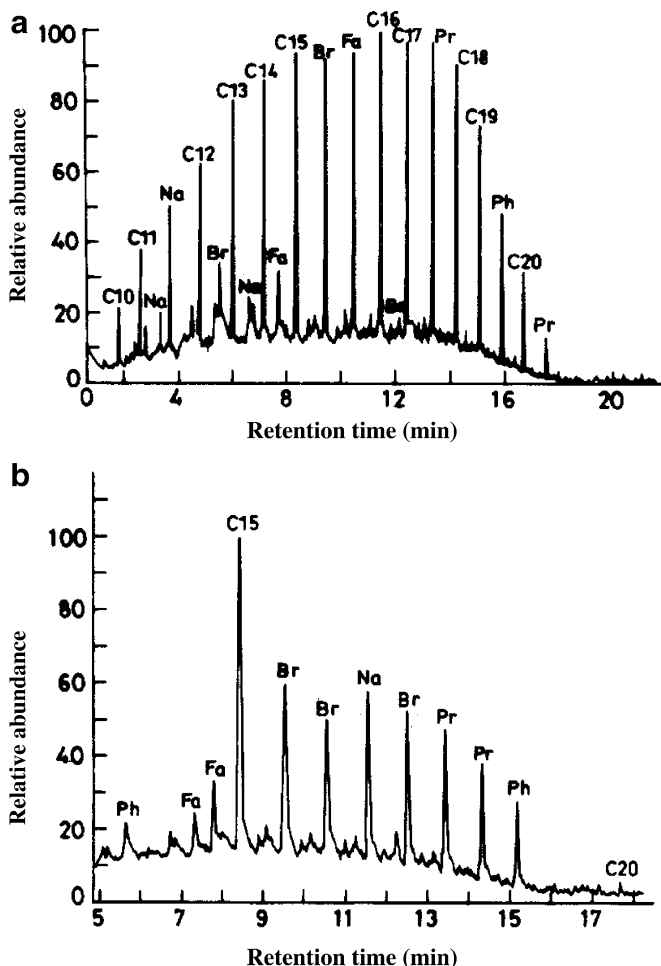 a
Relative abundance
100
80
60
40
20
0
C10
C11
Na
Na
C12
Br
C13
Na
C14
Fa
C15
Br
Fa
C16
C17
Pr
C18
C19
Ph
C20
Pr
0 4 8 12 16 20
Retention time (min)
b
Relative abundance
100
80
60
40
20
0
Ph
Fa
Fa
C15
Br
Br
Na
Br
Pr
Pr
Ph
C20
5 7 9 11 13 15 17
Retention time (min)